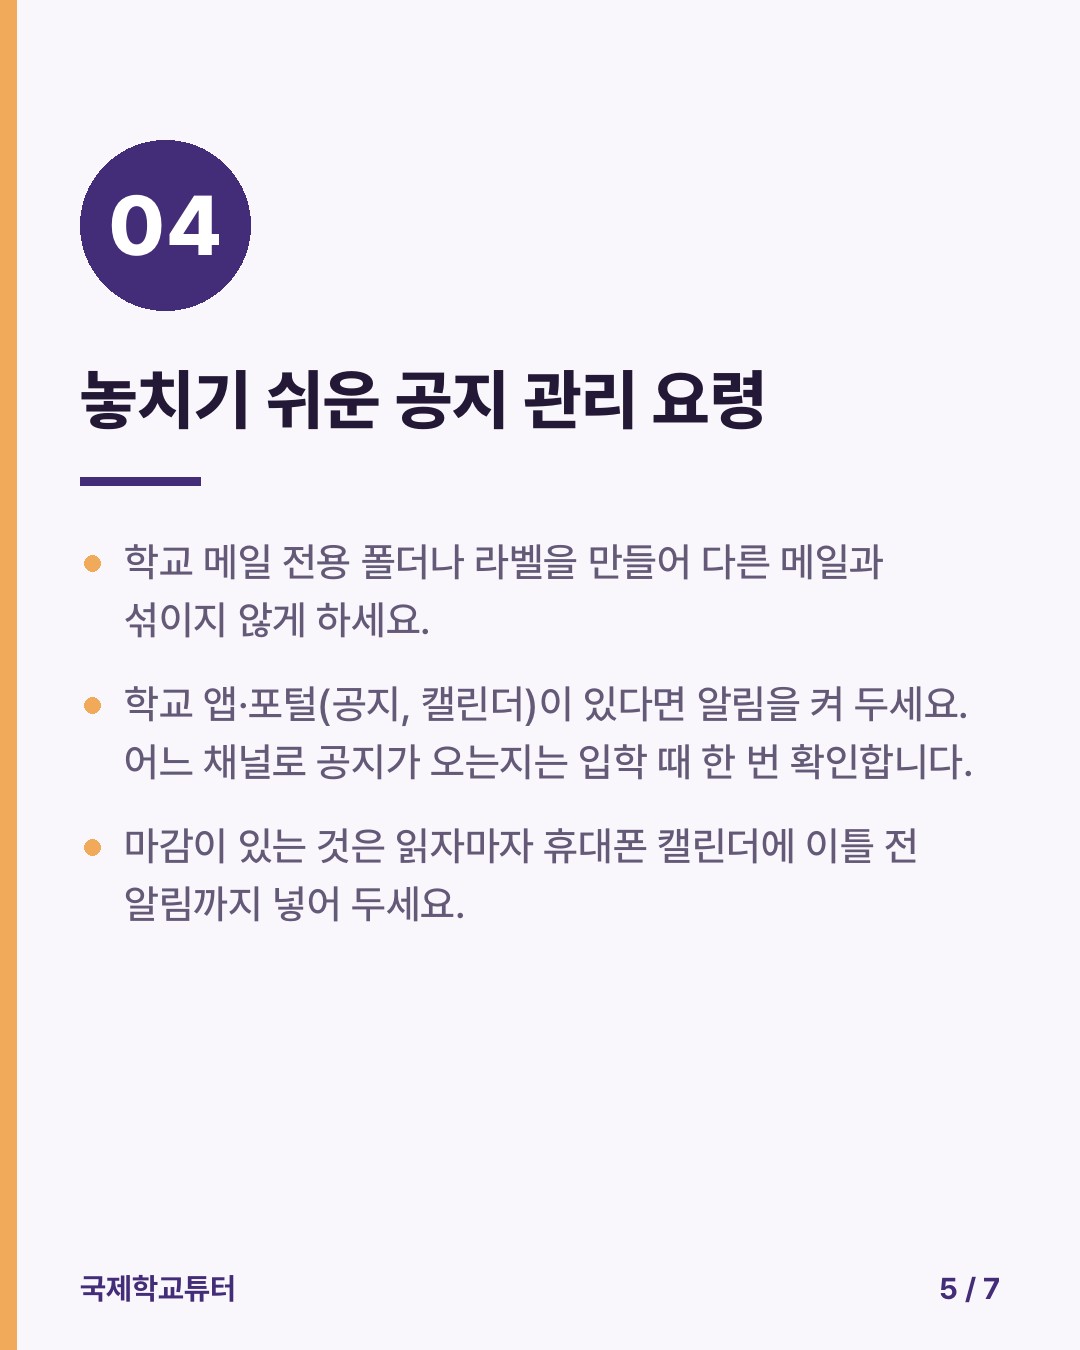 04
놓치기 쉬운 공지 관리 요령
학교 메일 전용 폴더나 라벨을 만들어 다른 메일과
섞이지 않게 하세요.
학교 앱·포털(공지, 캘린더)이 있다면 알림을 켜 두세요.
어느 채널로 공지가 오는지는 입학 때 한 번 확인합니다.
마감이 있는 것은 읽자마자 휴대폰 캘린더에 이틀 전
알림까지 넣어 두세요.
국제학교튜터
5 / 7